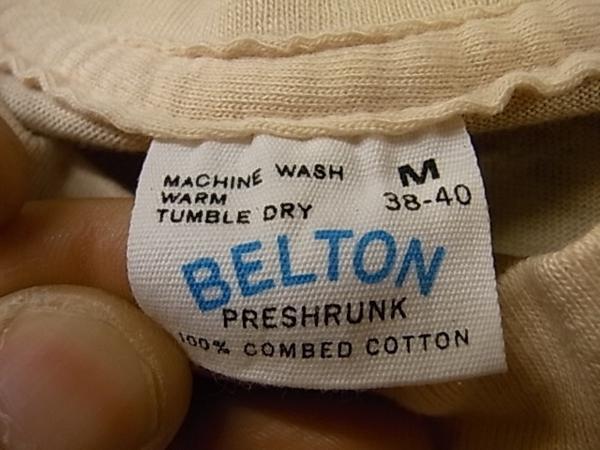 MACHINE WASH
WARM
TUMBLE DRY
M
38-40
BELTON
PRESHRUNK
100% COMBED COTTON